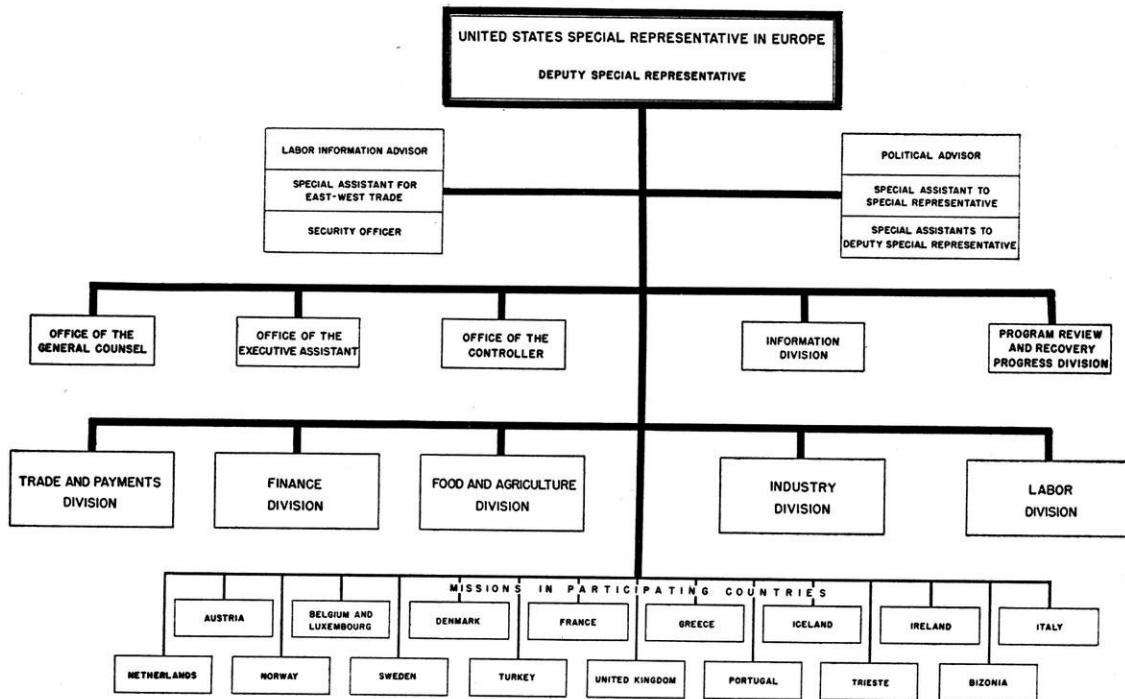 UNITED STATES SPECIAL REPRESENTATIVE IN EUROPE
DEPUTY SPECIAL REPRESENTATIVE
LABOR INFORMATION ADVISOR
SPECIAL ASSISTANT FOR
EAST-WEST TRADE
SECURITY OFFICER
POLITICAL ADVISOR
SPECIAL ASSISTANT TO
SPECIAL REPRESENTATIVE
SPECIAL ASSISTANTS TO
DEPUTY SPECIAL REPRESENTATIVE
OFFICE OF THE
GENERAL COUNSEL
OFFICE OF THE
EXECUTIVE ASSISTANT
OFFICE OF THE
CONTROLLER
INFORMATION
DIVISION
PROGRAM REVIEW
AND RECOVERY
PROGRESS DIVISION
TRADE AND PAYMENTS
DIVISION
FINANCE
DIVISION
FOOD AND AGRICULTURE
DIVISION
INDUSTRY
DIVISION
LABOR
DIVISION
MISSIONS IN PARTICIPATING COUNTRIES
AUSTRIA
BELGIUM AND
LUXEMBOURG
DENMARK
FRANCE
GREECE
ICELAND
IRELAND
ITALY
NETHERLANDS
NORWAY
SWEDEN
TURKEY
UNITED KINGDOM
PORTUGAL
TRIESTE
BIZONIA